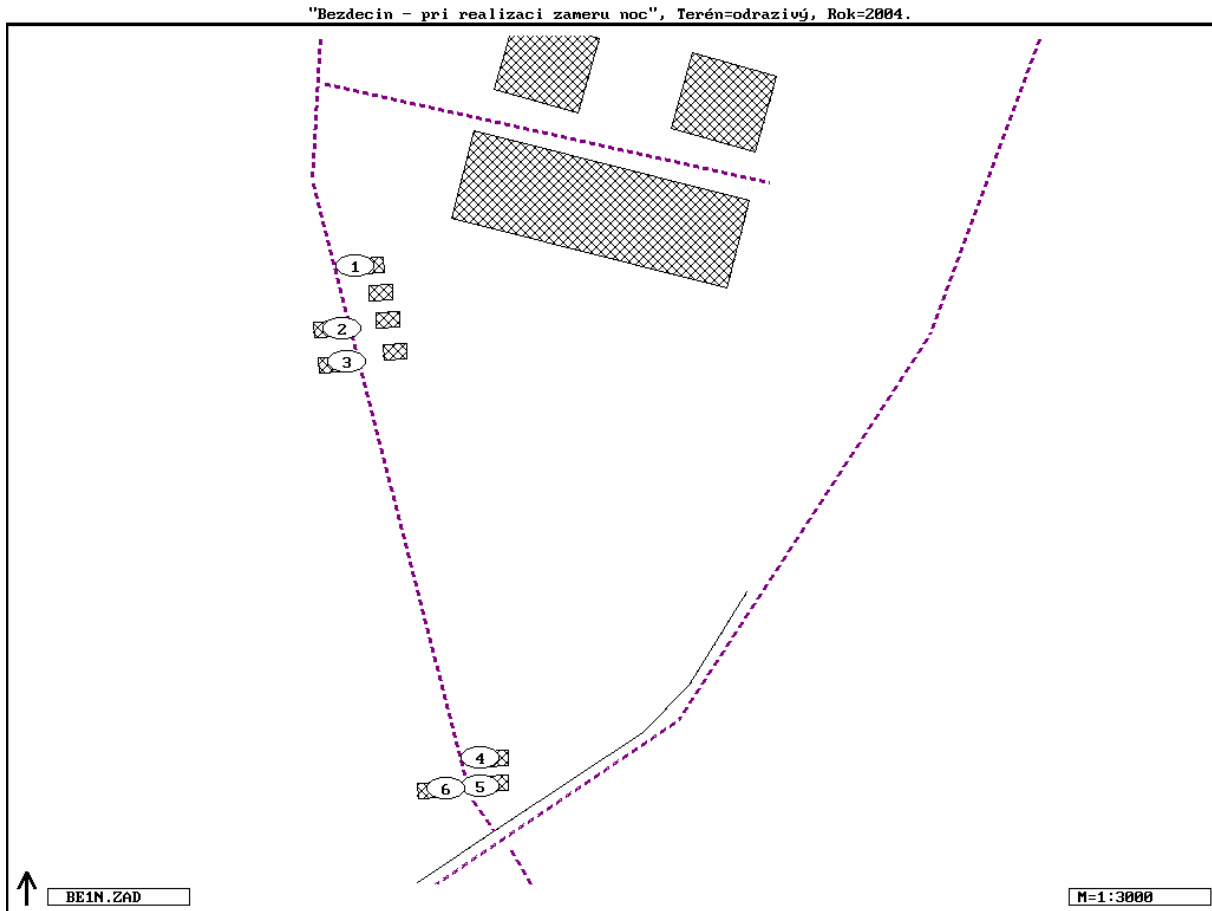 "Bezdecin - pri realizaci zameru noc", Terén=odrazivý, Rok=2004.
1
2
3
4
5
6
BE1N.ZAD
M=1:3000